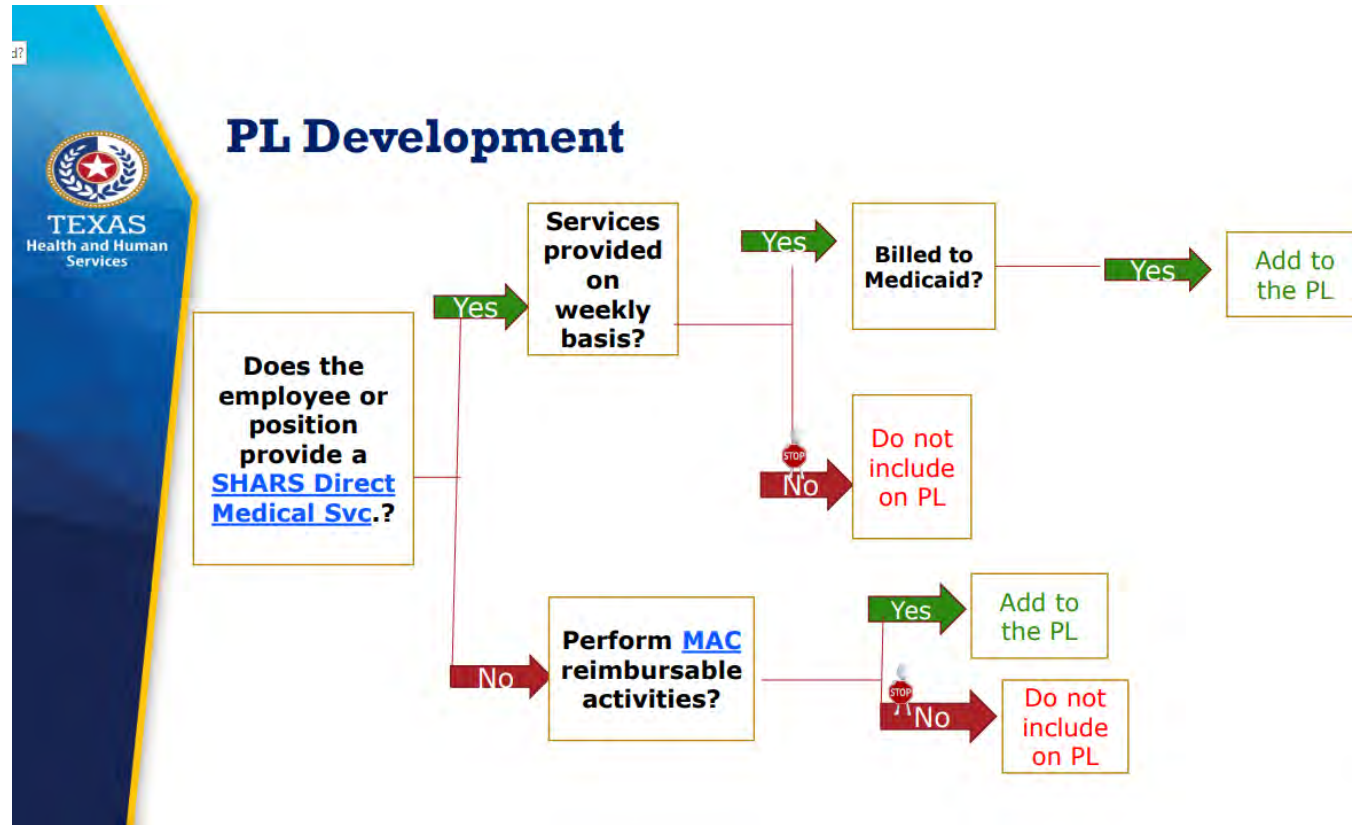 d?
PL Development
TEXAS
Health and Human
Services
Does the
employee or
position
provide a
SHARS Direct
Medical Svc.?
Yes
Services
provided
on
weekly
basis?
Yes
Billed to
Medicaid?
Yes
Add to
the PL
STOP
No
Do not
include
on PL
No
Perform MAC
reimbursable
activities?
Yes
Add to
the PL
STOP
No
Do not
include
on PL